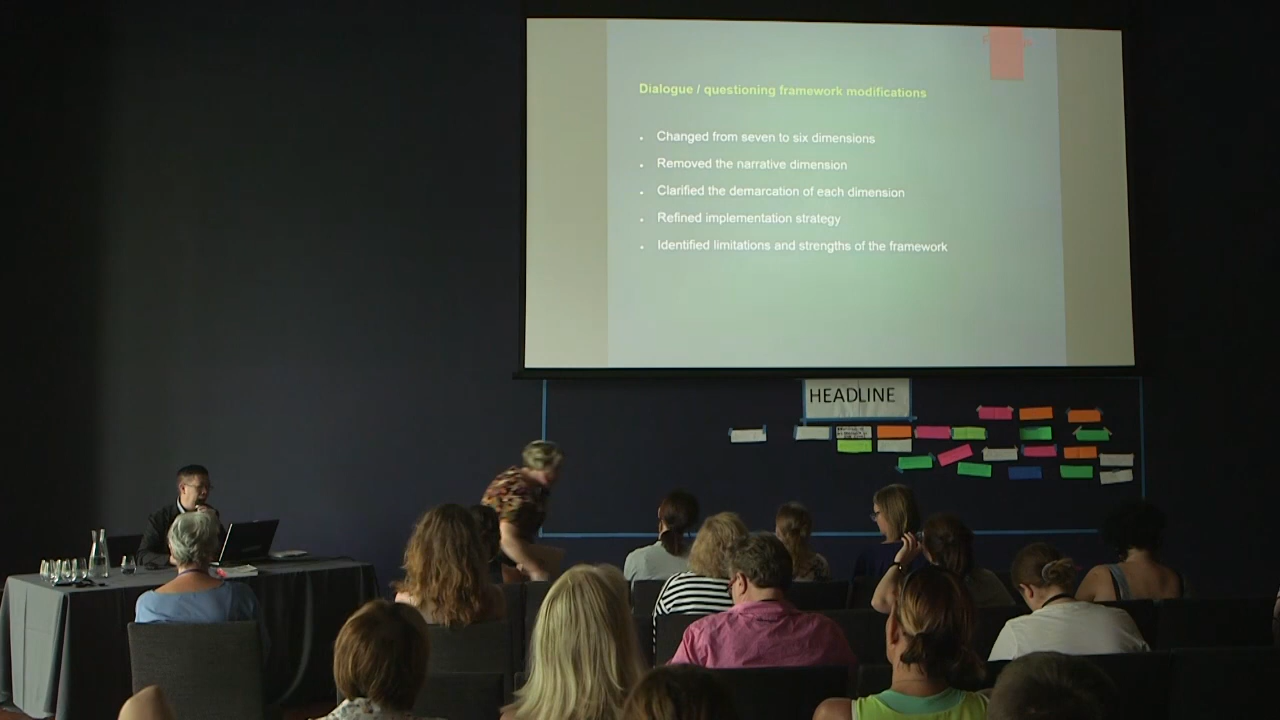 Dialogue / questioning framework modifications
Changed from seven to six dimensions
Removed the narrative dimension
Clarified the demarcation of each dimension
Refined implementation strategy
Identified limitations and strengths of the framework
HEADLINE